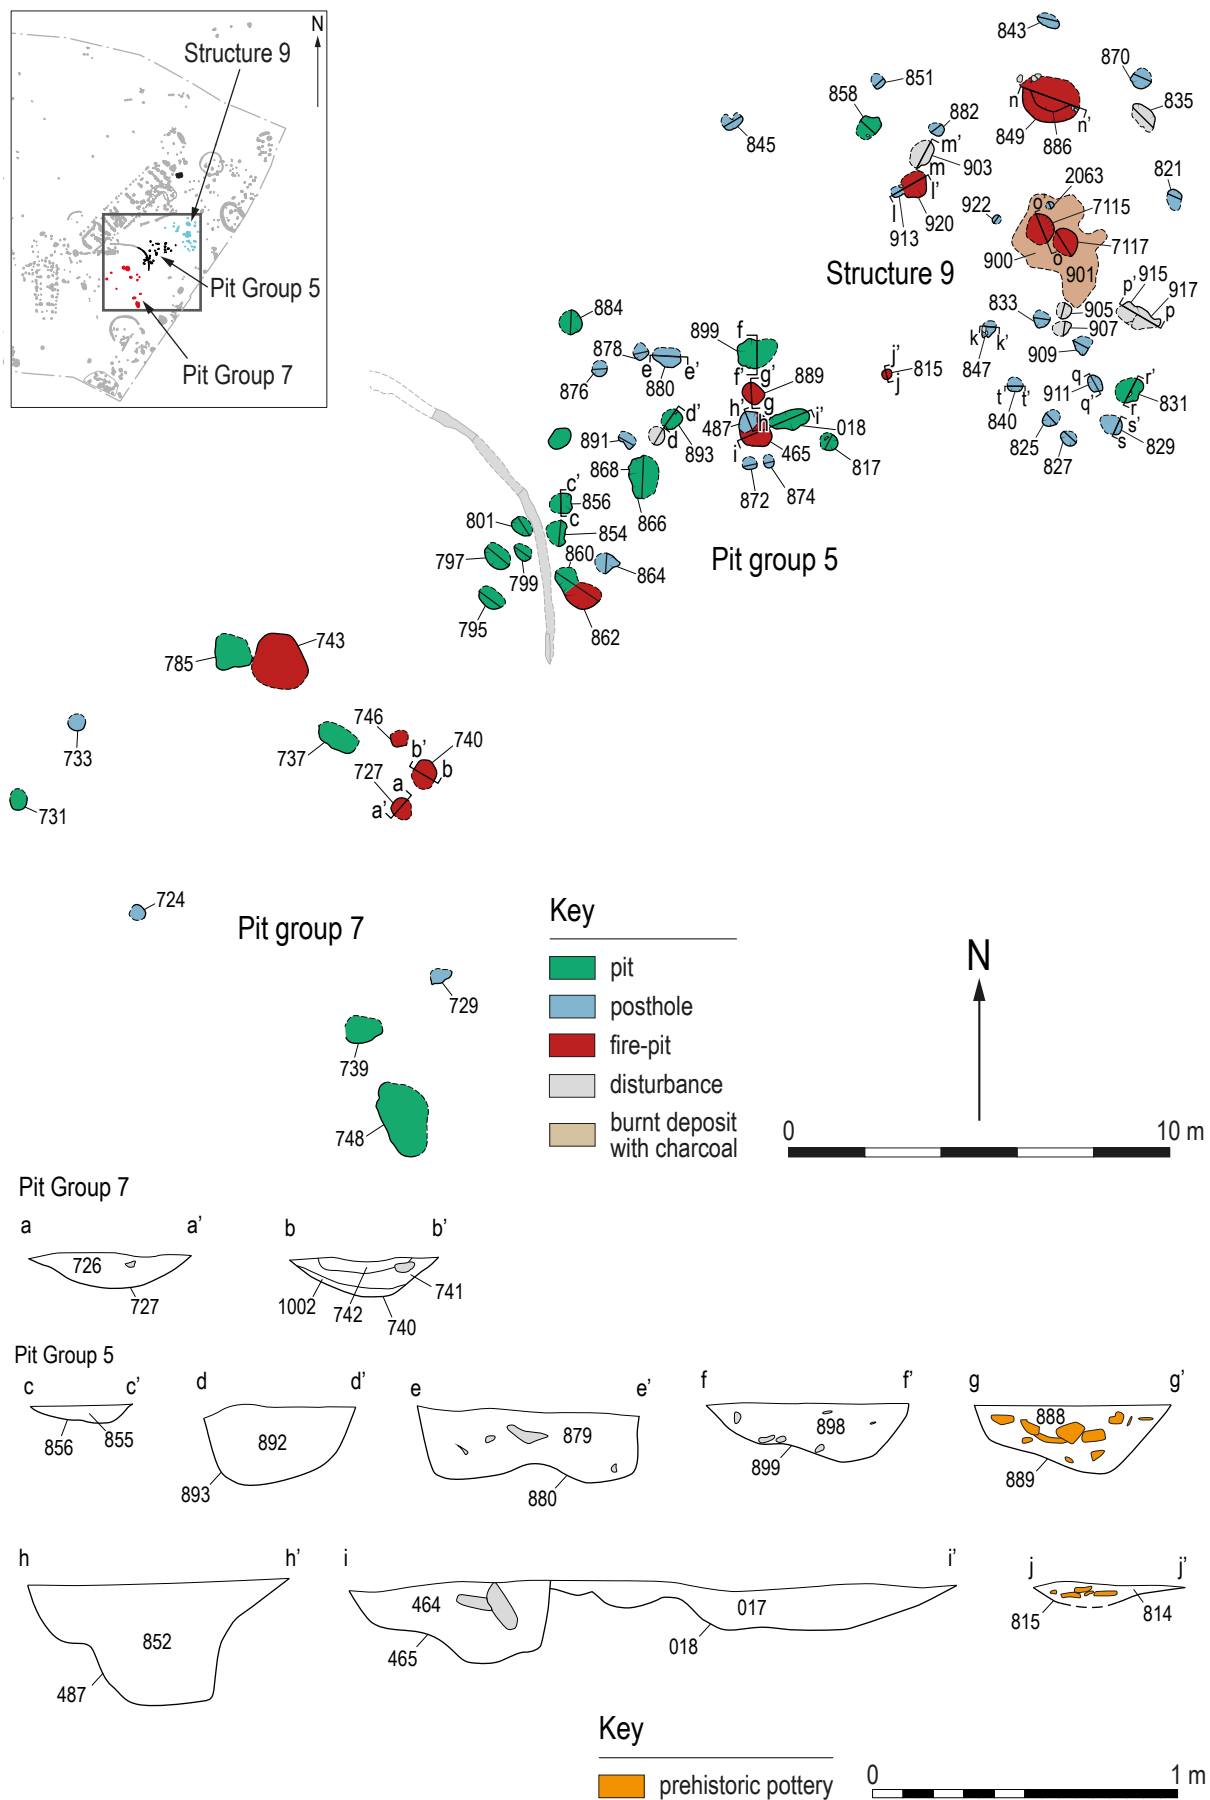 N
Structure 9
Pit Group 5
Pit Group 7
843
851
870
858
835
845
882
n
n'
849
886
m'
m
903
l'
l
920
913
2063
821
922
o
7115
7117
900
o
901
Structure 9
p'
915
917
p
833
905
907
k
k'
847
909
884
899
f
f'
878
e
e'
880
876
g'
889
g
j'
815
j
q
911
q'
r'
r
831
t
t'
840
h'
487
h
i'
018
i
465
817
d'
d
893
891
825
827
s'
s
829
868
866
872
874
c'
856
c
801
854
860
797
799
864
795
862
Pit group 5
743
785
733
746
737
b'
740
b
727
a
a'
731
724
Pit group 7
729
739
748
Key
pit
posthole
fire-pit
disturbance
burnt deposit
with charcoal
N
0
10 m
Pit Group 7
a
a'
b
b'
726
727
1002
742
741
740
Pit Group 5
c
c'
d
d'
e
e'
f
f'
g
g'
856
855
892
893
879
880
898
899
888
889
h
h'
i
i'
j
j'
852
487
464
465
017
018
815
814
Key
prehistoric pottery
0
1 m